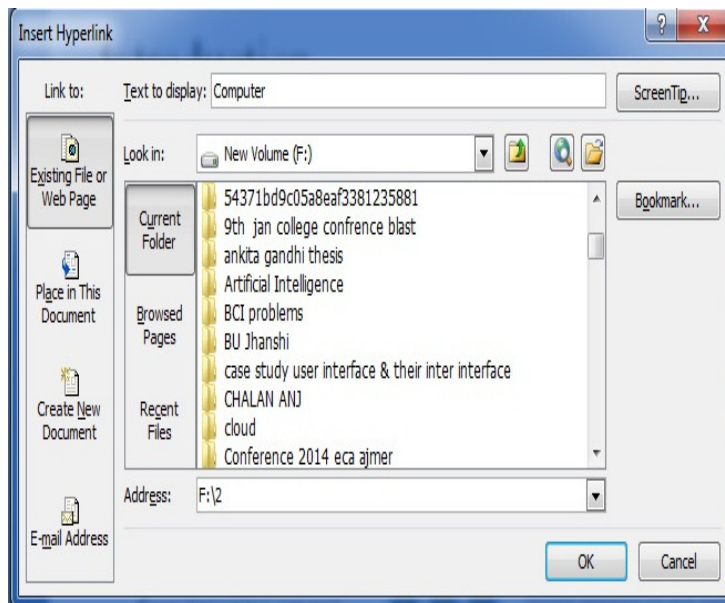 Insert Hyperlink
Link to:
Text to display: Computer
ScreenTip...
Existing File or
Web Page
Look in: New Volume (F:)
Bookmark...
Current
Folder
54371bd9c05a8eaf3381235881
9th jan college confrence blast
ankita gandhi thesis
Artificial Intelligence
BCI problems
BU Jhanshi
case study user interface & their inter interface
CHALAN ANJ
cloud
Conference 2014 eca ajmer
Place in This
Document
Browsed
Pages
Create New
Document
Recent
Files
E-mail Address
Address: F:\2
OK
Cancel